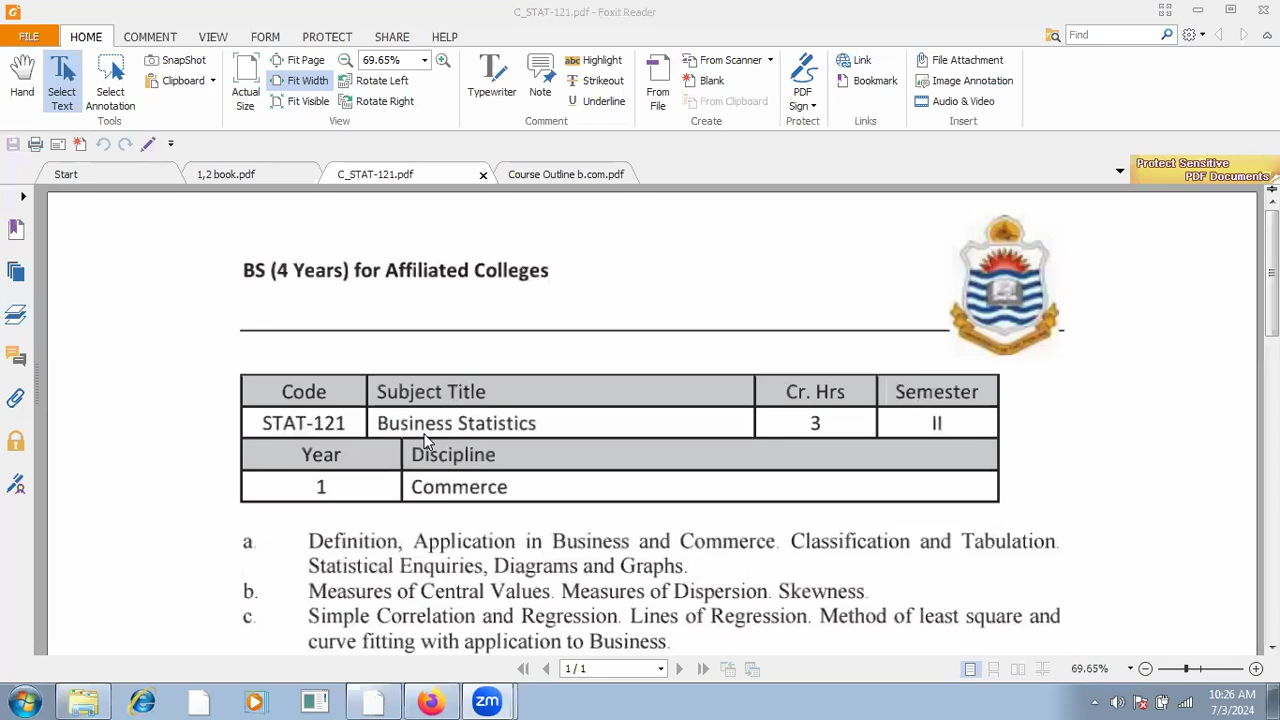 C_STAT-121.pdf - Foxit Reader
FILE HOME COMMENT VIEW FORM PROTECT SHARE HELP Find
Hand Select Text Select Annotation SnapShot Clipboard Tools
Actual Size Fit Page Fit Width Fit Visible 69.65% Rotate Left Rotate Right View
Typewriter Note Highlight Strikeout Underline Comment
From File From Scanner Blank From Clipboard Create
PDF Sign Protect
Link Bookmark Links
File Attachment Image Annotation Audio & Video Insert
Start 1,2 book.pdf C_STAT-121.pdf Course Outline b.com.pdf
Protect Sensitive
PDF Documents
BS (4 Years) for Affiliated Colleges
Code Subject Title Cr. Hrs Semester
STAT-121 Business Statistics 3 II
Year Discipline
1 Commerce
a. Definition, Application in Business and Commerce. Classification and Tabulation.
Statistical Enquiries, Diagrams and Graphs.
b. Measures of Central Values. Measures of Dispersion. Skewness.
c. Simple Correlation and Regression. Lines of Regression. Method of least square and
curve fitting with application to Business.
1 / 1 69.65%
zm
10:26 AM
7/3/2024